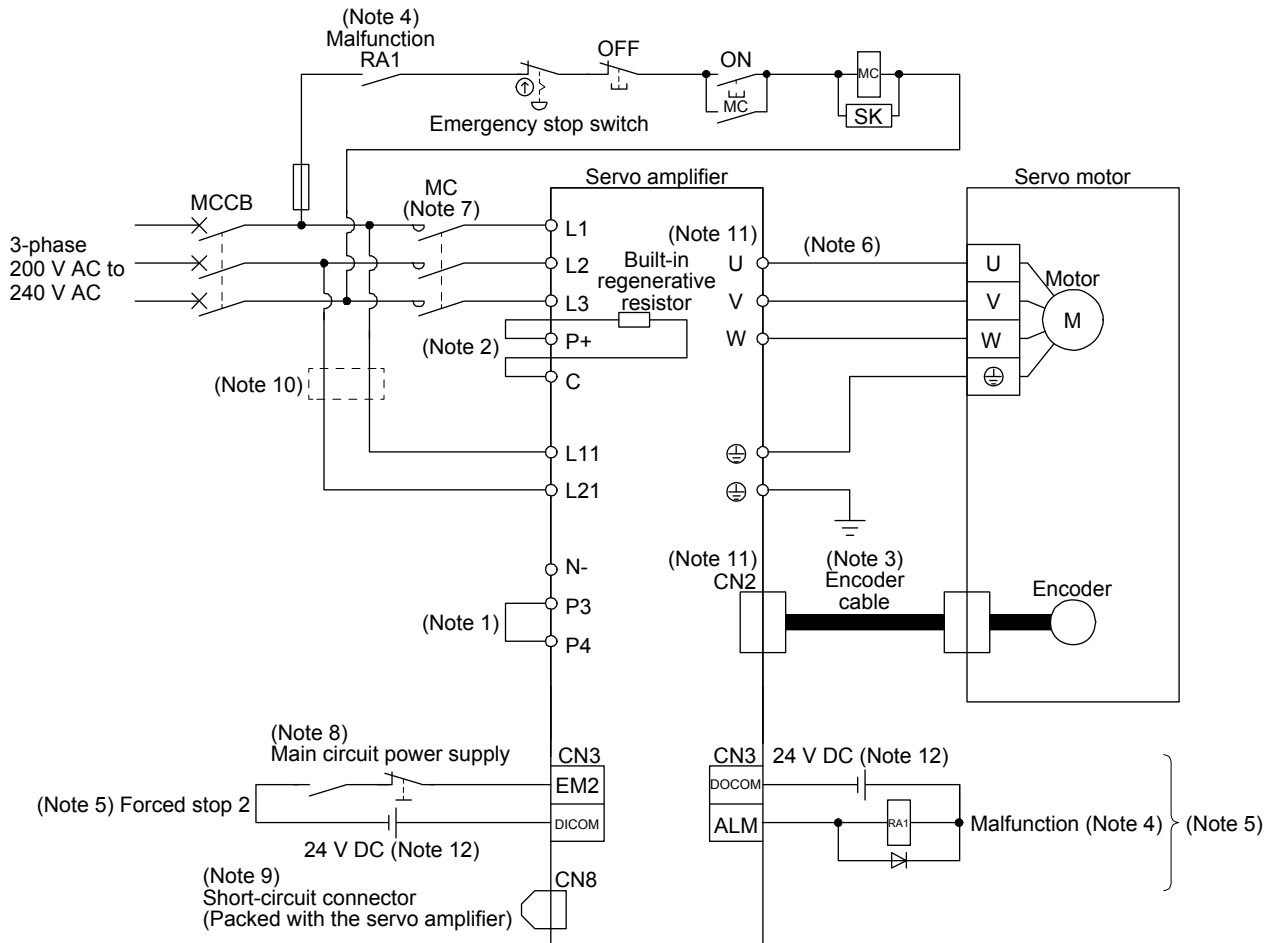 (Note 4)
Malfunction
RA1
OFF
ON
MC
MC
SK
Emergency stop switch
MCCB
MC
(Note 7)
3-phase
200 V AC to
240 V AC
Servo amplifier
L1
L2
L3
(Note 2)
P+
C
(Note 10)
L11
L21
N-
(Note 1)
P3
P4
Built-in
regenerative
resistor
(Note 11)
U
V
W
(Note 6)
Servo motor
U
V
W
Motor
M
(Note 11)
CN2
(Note 3)
Encoder
cable
Encoder
(Note 8)
Main circuit power supply
(Note 5) Forced stop 2
24 V DC (Note 12)
CN3
EM2
DICOM
(Note 9)
Short-circuit connector
(Packed with the servo amplifier)
CN8
CN3
DOCOM
ALM
24 V DC (Note 12)
RA1
Malfunction (Note 4)
(Note 5)